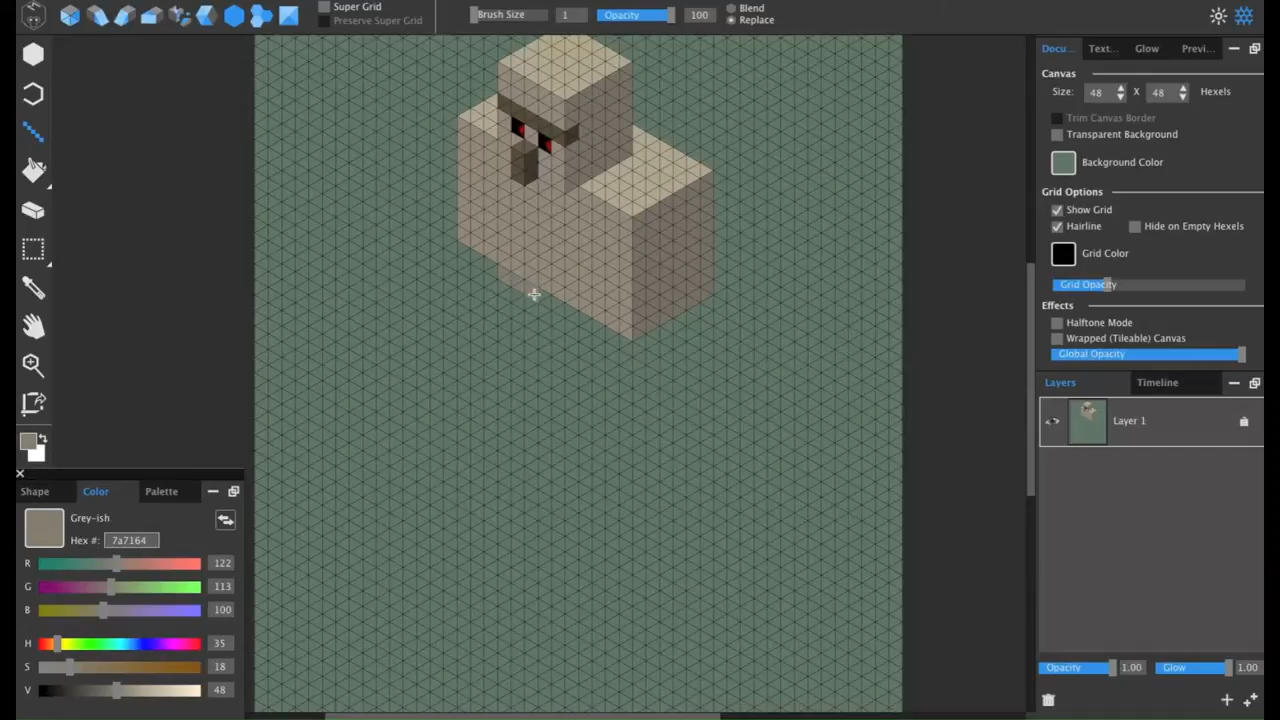 Super Grid
Preserve Super Grid
Brush Size 1
Opacity 100
Blend
Replace
Docu... Text... Glow Previ...
Canvas
Size: 48 X 48 Hexels
Trim Canvas Border
Transparent Background
Background Color
Grid Options
Show Grid
Hairline Hide on Empty Hexels
Grid Color
Grid Opacity
Effects
Halftone Mode
Wrapped (Tileable) Canvas
Global Opacity
Layers Timeline
Layer 1
Opacity 1.00 Glow 1.00
Shape Color Palette
Grey-ish
Hex #: 7a7164
R 122
G 113
B 100
H 35
S 18
V 48